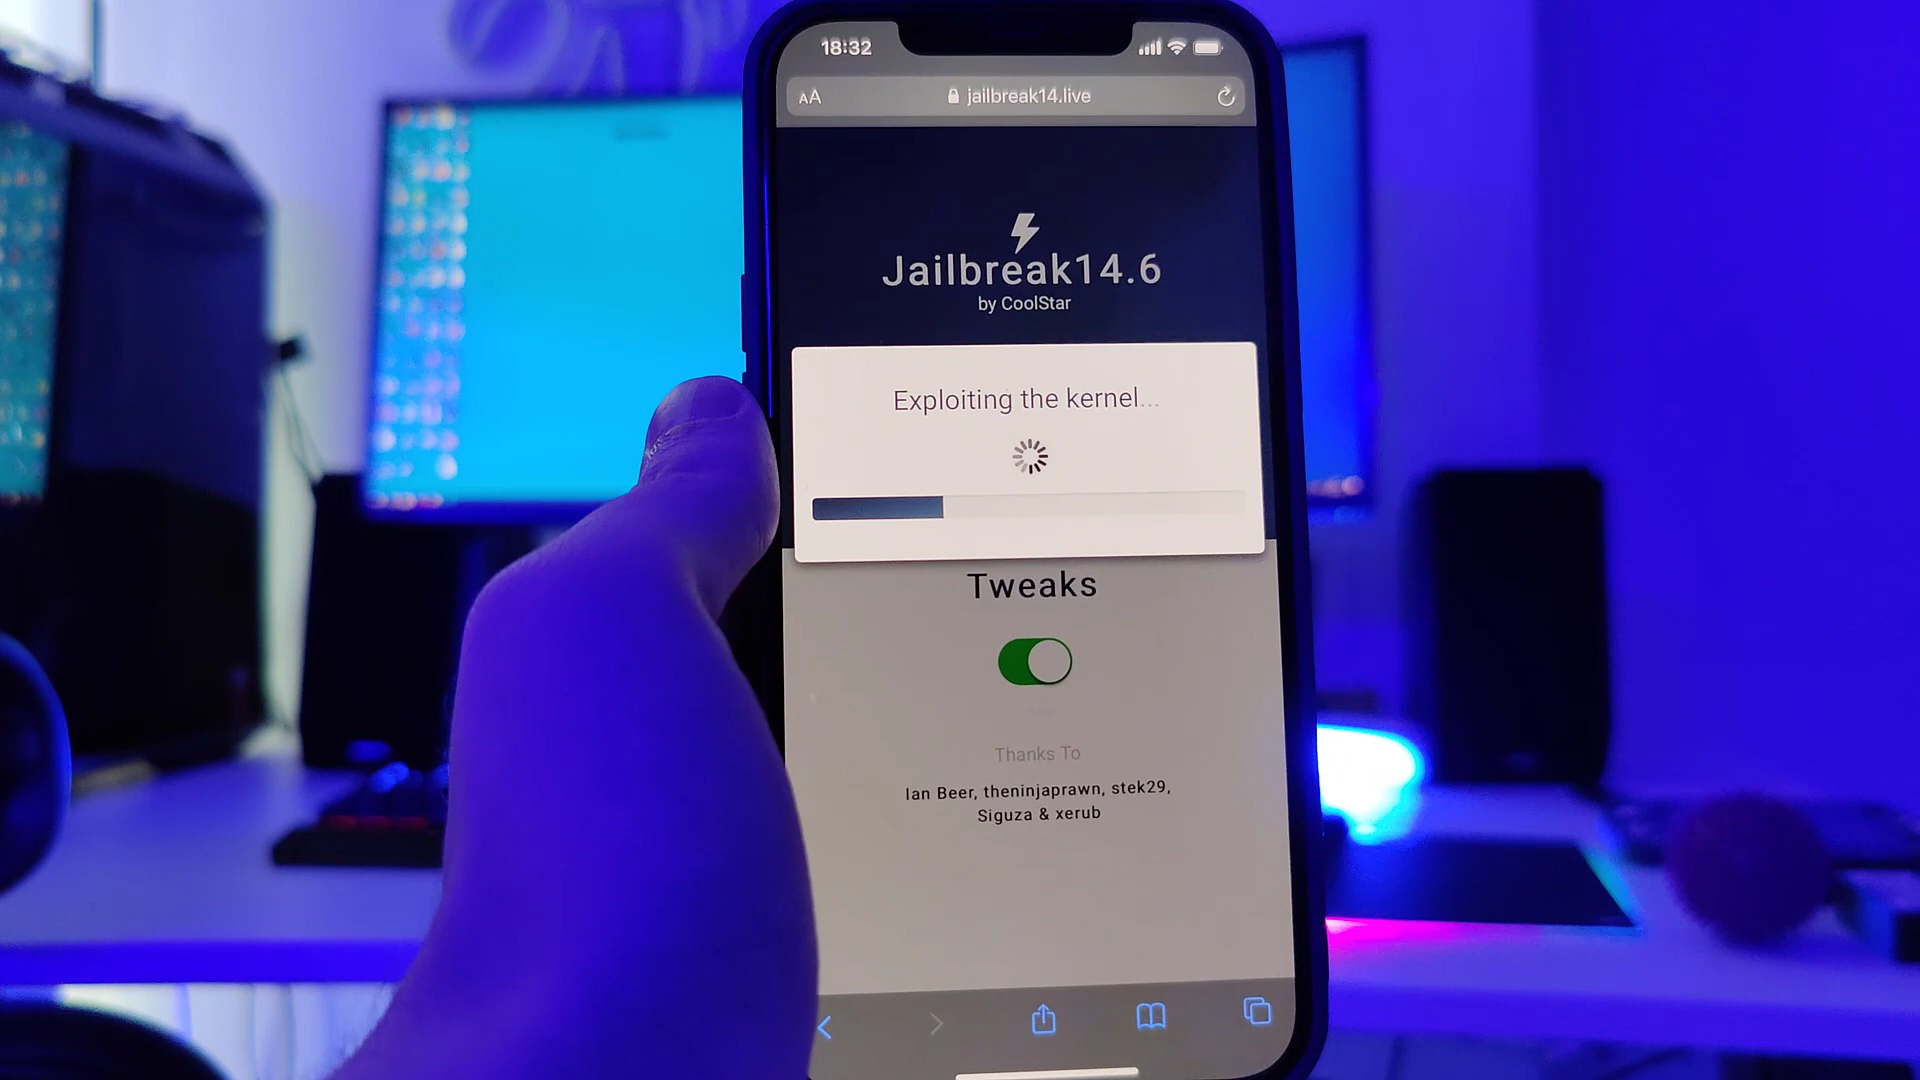 18:32
AA jailbreak14.live
Jailbreak14.6
by CoolStar
Exploiting the kernel...
Tweaks
Thanks To
Ian Beer, theninjaprawn, stek29,
Siguza & xerub